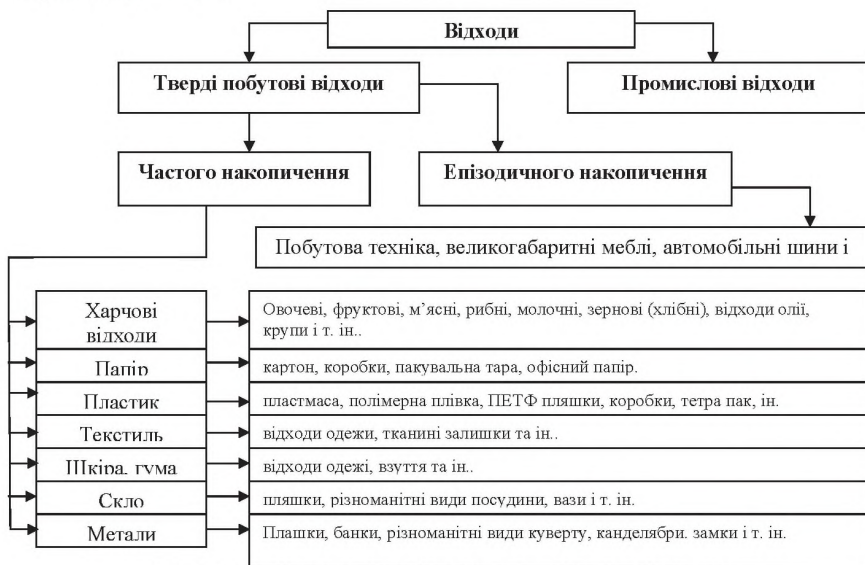 Відходи
Тверді побутові відходи
Промислові відходи
Частого накопичення
Епізодичного накопичення
Побутова техніка, великогабаритні меблі, автомобільні шини і
Харчові
відходи
Овочеві, фруктові, м’ясні, рибні, молочні, зернові (хлібні), відходи олії,
крупи і т. ін..
Папір
картон, коробки, пакувальна тара, офісний папір.
Пластик
пластмаса, полімерна плівка, ПЕТФ пляшки, коробки, тетра пак, ін.
Текстиль
відходи одежи, тканині залишки та ін..
Шкіра, гума
відходи одежі, взуття та ін..
Скло
пляшки, різноманітні види посудини, вази і т. ін.
Метали
Плашки, банки, різноманітні види куверту, канделябри. замки і т. ін.